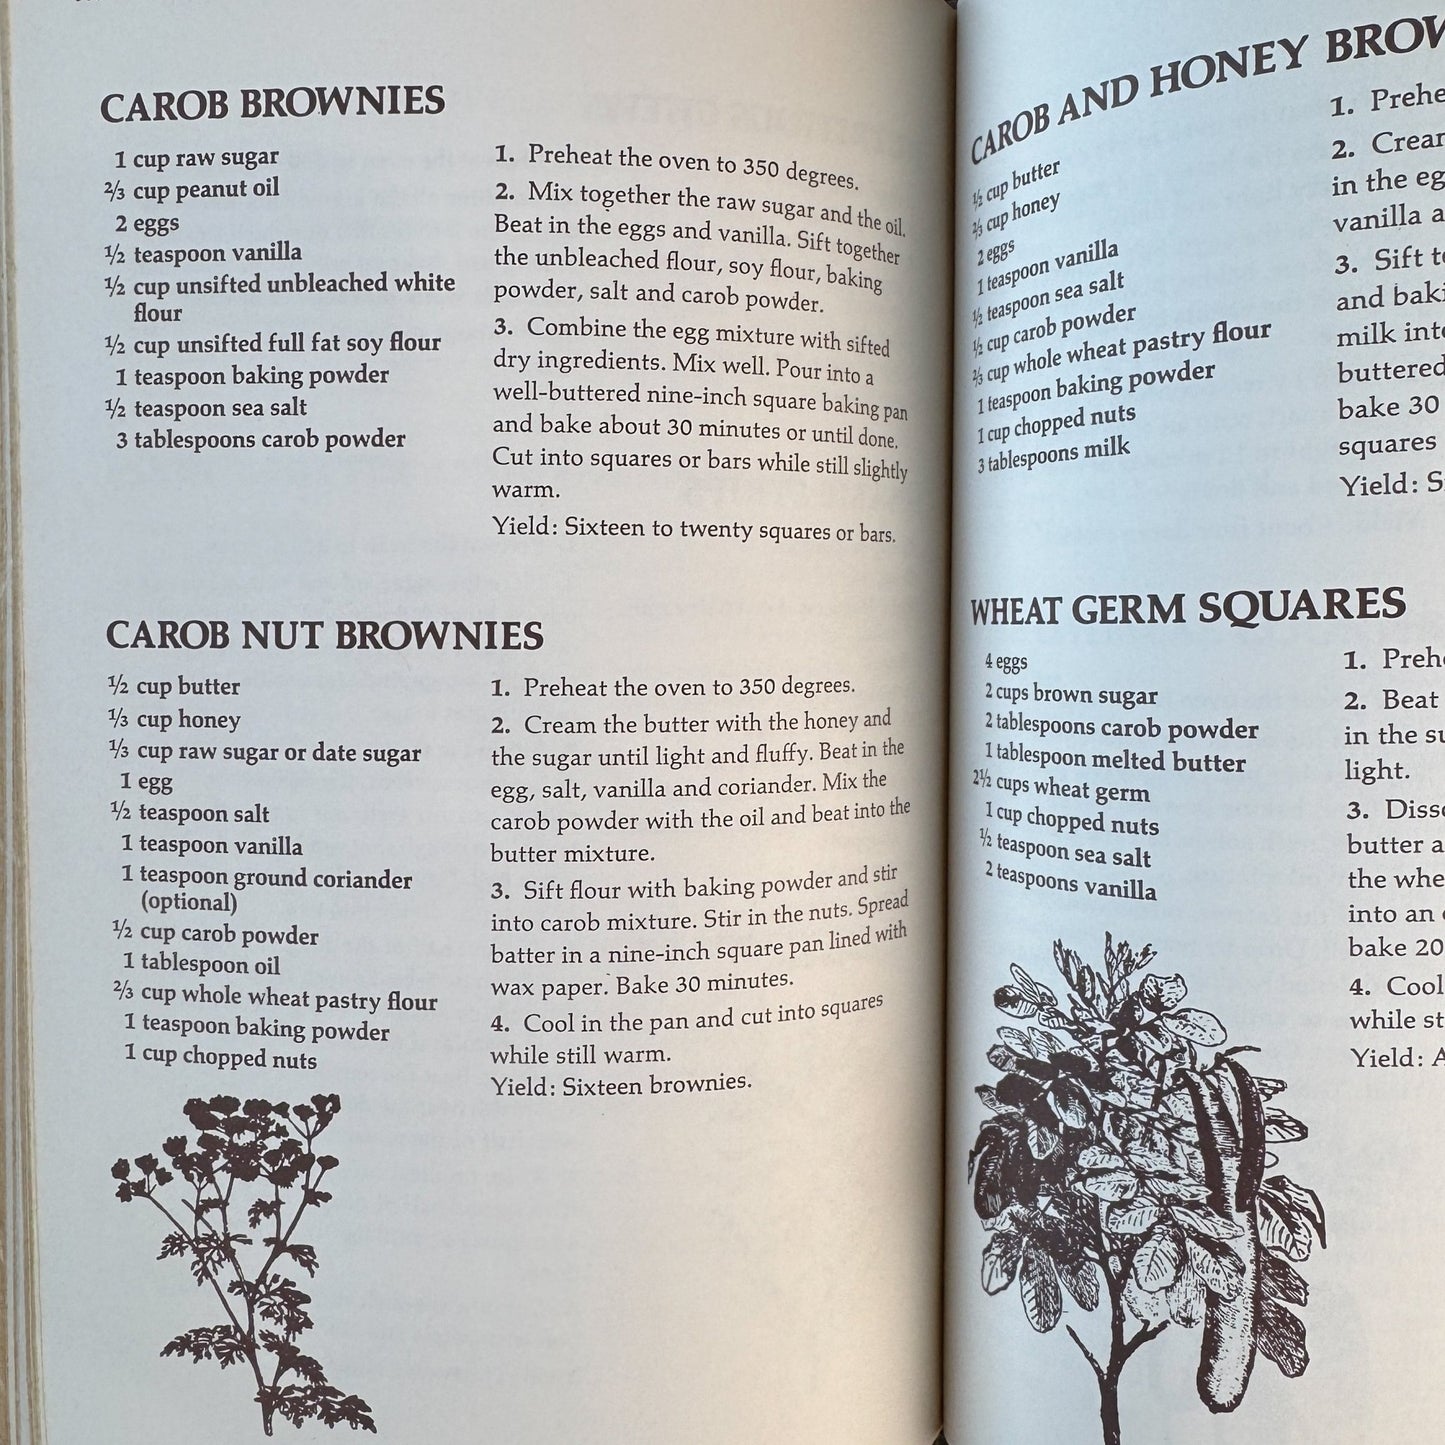 CAROB BROWNIES
1 cup raw sugar
⅔ cup peanut oil
2 eggs
½ teaspoon vanilla
½ cup unsifted unbleached white
flour
½ cup unsifted full fat soy flour
1 teaspoon baking powder
½ teaspoon sea salt
3 tablespoons carob powder
1. Preheat the oven to 350 degrees.
2. Mix together the raw sugar and the oil.
Beat in the eggs and vanilla. Sift together
the unbleached flour, soy flour, baking
powder, salt and carob powder.
3. Combine the egg mixture with sifted
dry ingredients. Mix well. Pour into a
well-buttered nine-inch square baking pan
and bake about 30 minutes or until done.
Cut into squares or bars while still slightly
warm.
Yield: Sixteen to twenty squares or bars.
CAROB NUT BROWNIES
½ cup butter
⅓ cup honey
⅓ cup raw sugar or date sugar
1 egg
½ teaspoon salt
1 teaspoon vanilla
1 teaspoon ground coriander
(optional)
½ cup carob powder
1 tablespoon oil
⅔ cup whole wheat pastry flour
1 teaspoon baking powder
1 cup chopped nuts
1. Preheat the oven to 350 degrees.
2. Cream the butter with the honey and
the sugar until light and fluffy. Beat in the
egg, salt, vanilla and coriander. Mix the
carob powder with the oil and beat into the
butter mixture.
3. Sift flour with baking powder and stir
into carob mixture. Stir in the nuts. Spread
batter in a nine-inch square pan lined with
wax paper. Bake 30 minutes.
4. Cool in the pan and cut into squares
while still warm.
Yield: Sixteen brownies.
CAROB AND HONEY BROW
½ cup butter
⅔ cup honey
2 eggs
1 teaspoon vanilla
½ teaspoon sea salt
½ cup carob powder
⅔ cup whole wheat pastry flour
1 teaspoon baking powder
1 cup chopped nuts
3 tablespoons milk
1. Prehe
2. Crear
in the eg
vanilla a
3. Sift to
and baki
milk into
buttered
bake 30
squares
Yield: S
WHEAT GERM SQUARES
4 eggs
2 cups brown sugar
2 tablespoons carob powder
1 tablespoon melted butter
2½ cups wheat germ
1 cup chopped nuts
½ teaspoon sea salt
2 teaspoons vanilla
1. Preh
2. Beat
in the su
light.
3. Disso
butter a
the whe
into an
bake 20
4. Cool
while st
Yield: A